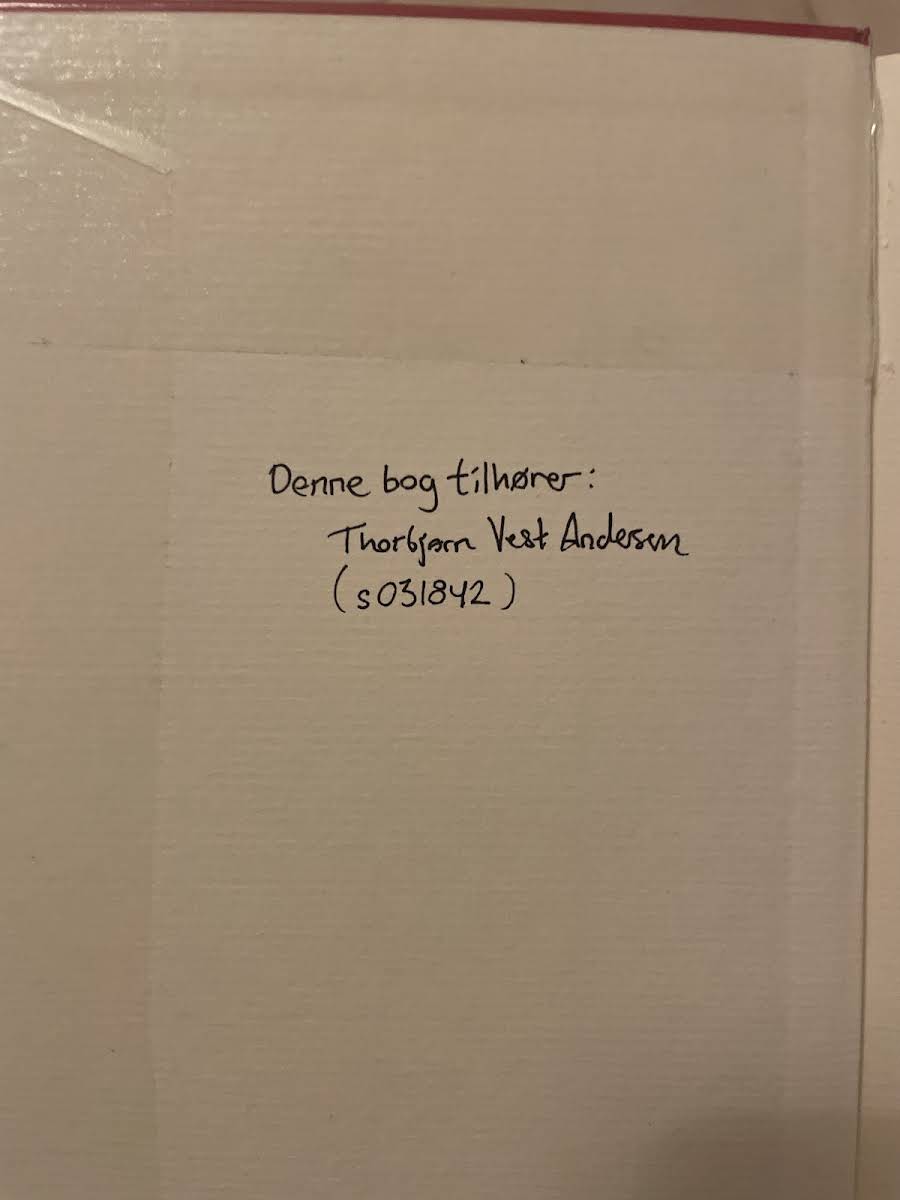 Denne bog tilhører:
Thorbjørn Vest Andersen
(s031842)